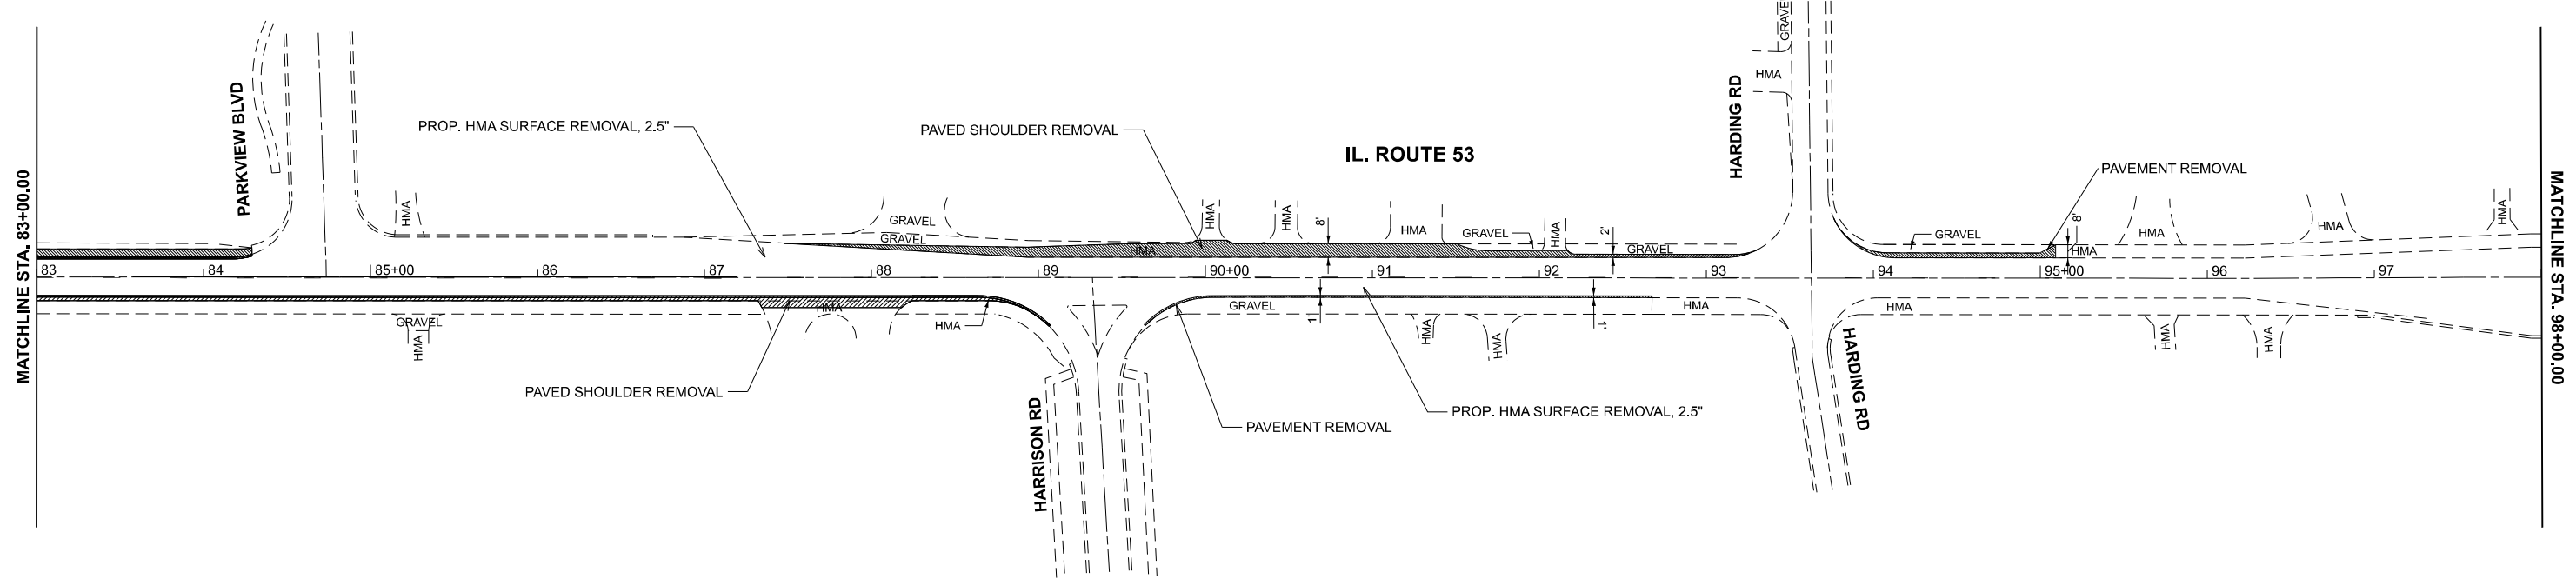 MATCHLINE STA. 83+00.00
PARKVIEW BLVD
PROP. HMA SURFACE REMOVAL, 2.5"
PAVED SHOULDER REMOVAL
IL. ROUTE 53
HARDING RD
HMA
GRAVEL
PAVEMENT REMOVAL
MATCHLINE STA. 98+00.00
HMA
GRAVEL
GRAVEL
HMA
HMA
HMA
8'
HMA
GRAVEL
HMA
2'
GRAVEL
GRAVEL
8'
HMA
HMA
HMA
HMA
HMA
83
84
85+00
86
87
88
89
90+00
91
92
93
94
95+00
96
97
GRAVEL
HMA
HMA
HMA
GRAVEL
1'
HMA
HMA
1'
HMA
HMA
HMA
HMA
PAVED SHOULDER REMOVAL
HARRISON RD
PAVEMENT REMOVAL
PROP. HMA SURFACE REMOVAL, 2.5"
HARDING RD